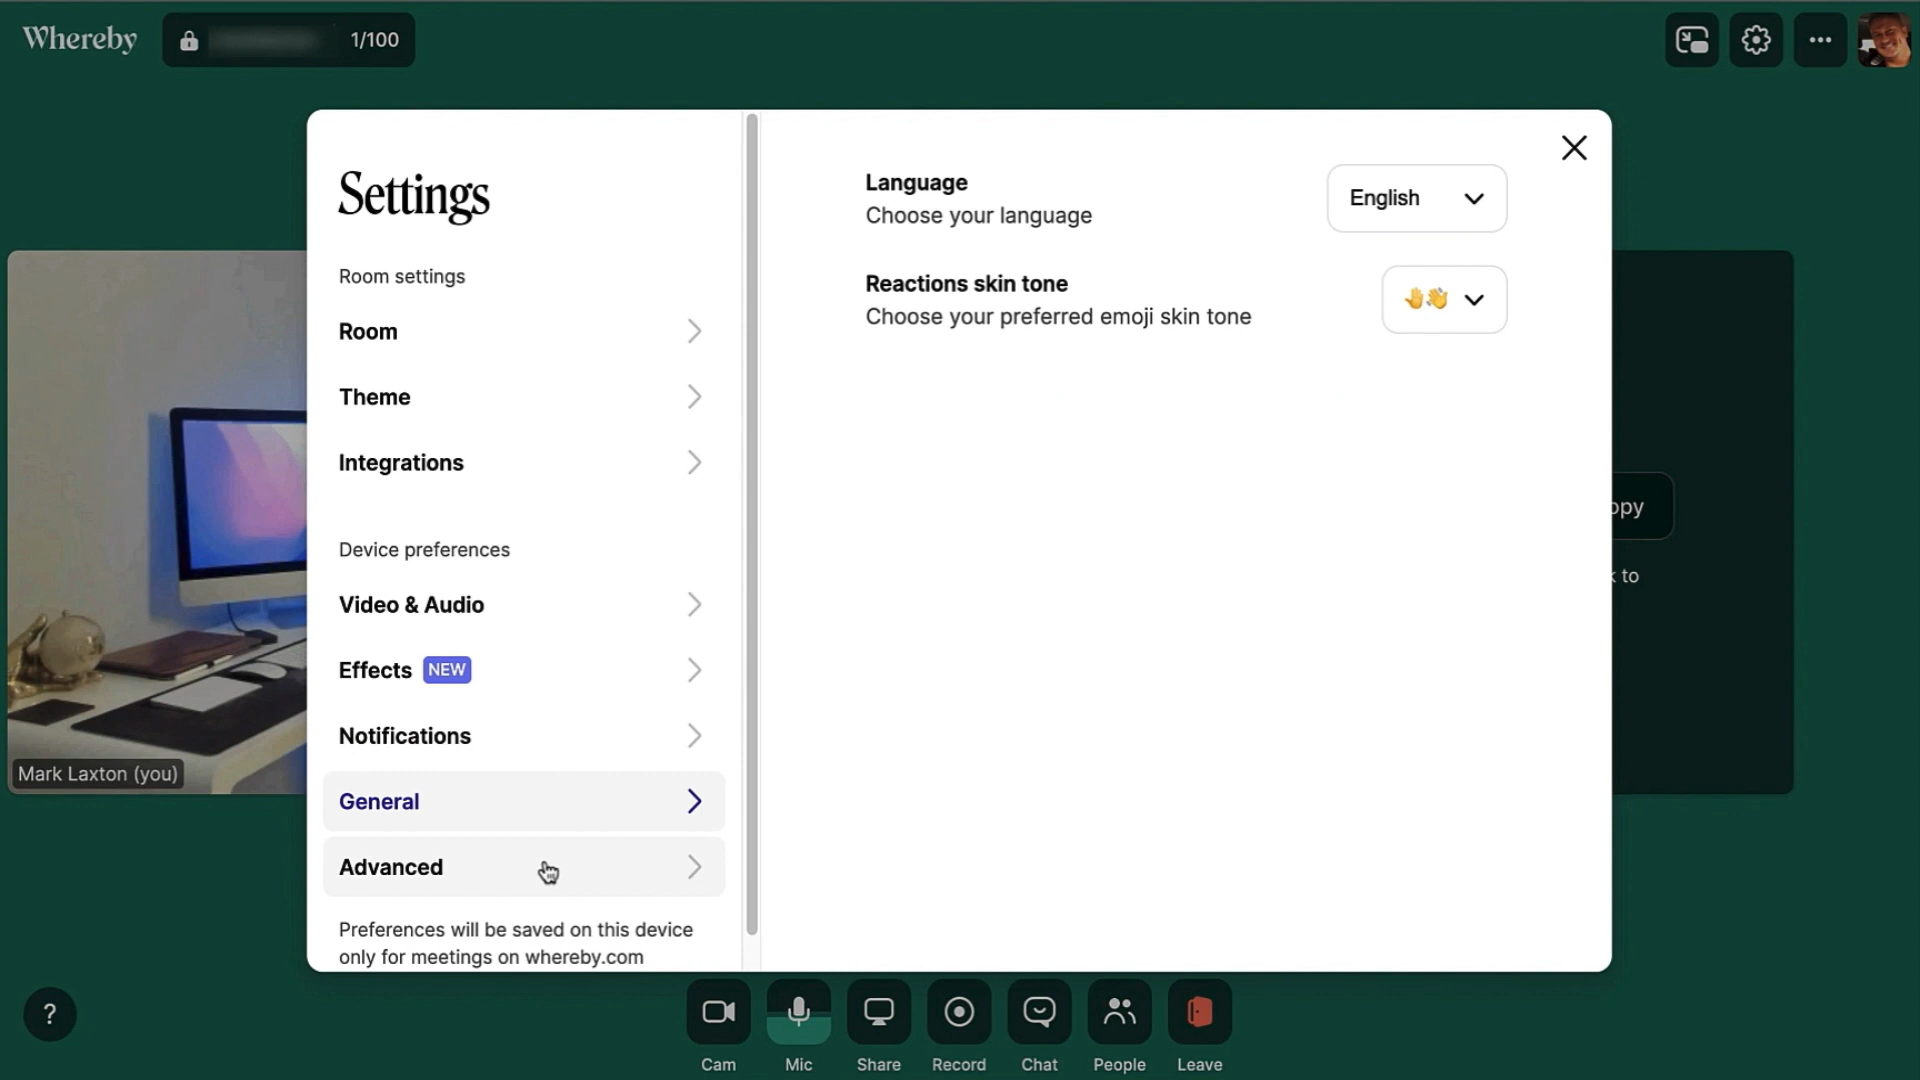 Whereby
1/100
Settings
Room settings
Room
Theme
Integrations
Device preferences
Video & Audio
Effects NEW
Notifications
General
Advanced
Preferences will be saved on this device
only for meetings on whereby.com
Language
Choose your language
English
Reactions skin tone
Choose your preferred emoji skin tone
opy
to
Mark Laxton (you)
?
Cam
Mic
Share
Record
Chat
People
Leave